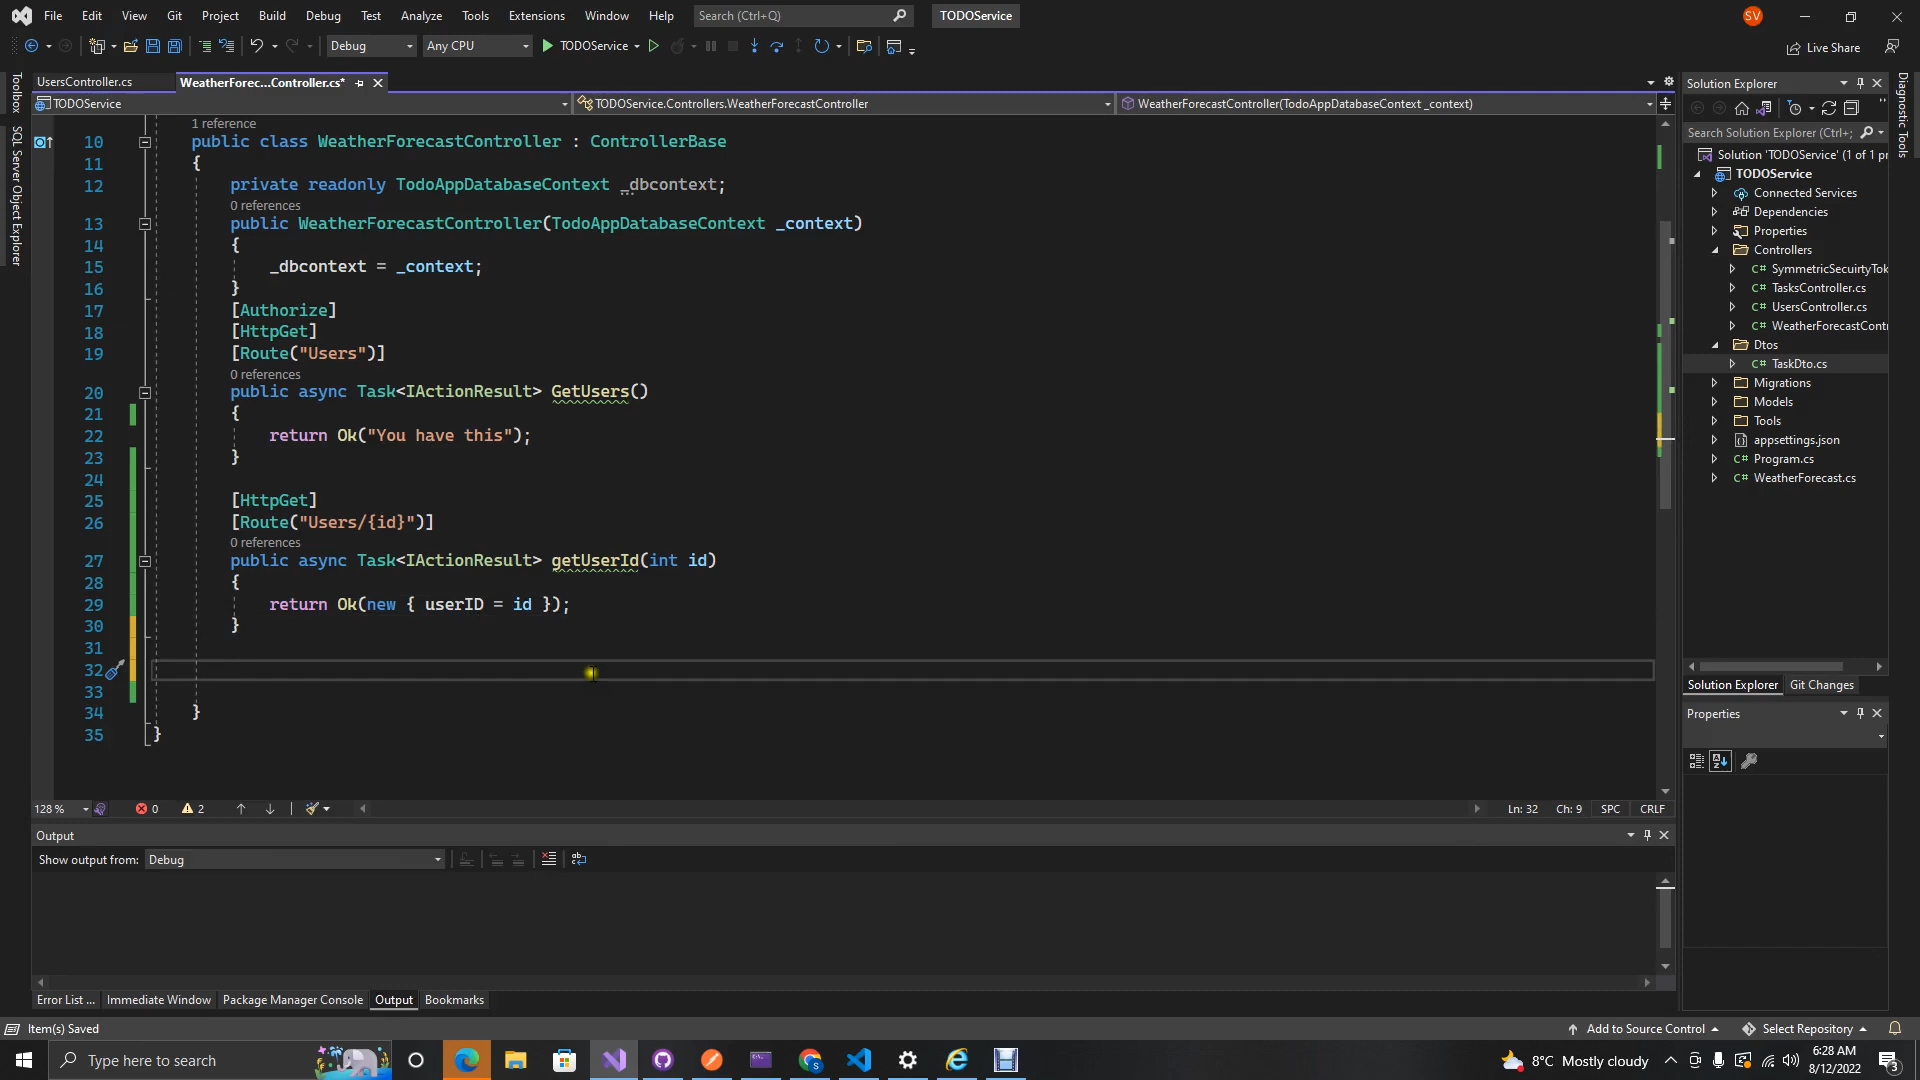 File Edit View Git Project Build Debug Test Analyze Tools Extensions Window Help Search (Ctrl+Q) TODOService SV
Debug Any CPU TODOService Live Share
UsersController.cs WeatherForec...Controller.cs*
TODOService TODOService.Controllers.WeatherForecastController WeatherForecastController(TodoAppDatabaseContext _context)
Toolbox
SQL Server Object Explorer
1 reference
10 public class WeatherForecastController : ControllerBase
11 {
12 private readonly TodoAppDatabaseContext _dbcontext;
0 references
13 public WeatherForecastController(TodoAppDatabaseContext _context)
14 {
15 _dbcontext = _context;
16 }
17 [Authorize]
18 [HttpGet]
19 [Route("Users")]
0 references
20 public async Task<IActionResult> GetUsers()
21 {
22 return Ok("You have this");
23 }
24
25 [HttpGet]
26 [Route("Users/{id}")]
0 references
27 public async Task<IActionResult> getUserId(int id)
28 {
29 return Ok(new { userID = id });
30 }
31
32
33
34 }
35 }
128 % 0 2 Ln: 32 Ch: 9 SPC CRLF
Output
Show output from: Debug
Error List ... Immediate Window Package Manager Console Output Bookmarks
Solution Explorer
Search Solution Explorer (Ctrl+;
Solution 'TODOService' (1 of 1 pr
TODOService
Connected Services
Dependencies
Properties
Controllers
C# SymmetricSecuirtyTok
C# TasksController.cs
C# UsersController.cs
C# WeatherForecastContr
Dtos
C# TaskDto.cs
Migrations
Models
Tools
appsettings.json
C# Program.cs
C# WeatherForecast.cs
Solution Explorer Git Changes
Properties
Diagnostic Tools
Item(s) Saved Add to Source Control Select Repository
Type here to search 8°C Mostly cloudy 6:28 AM
8/12/2022
3